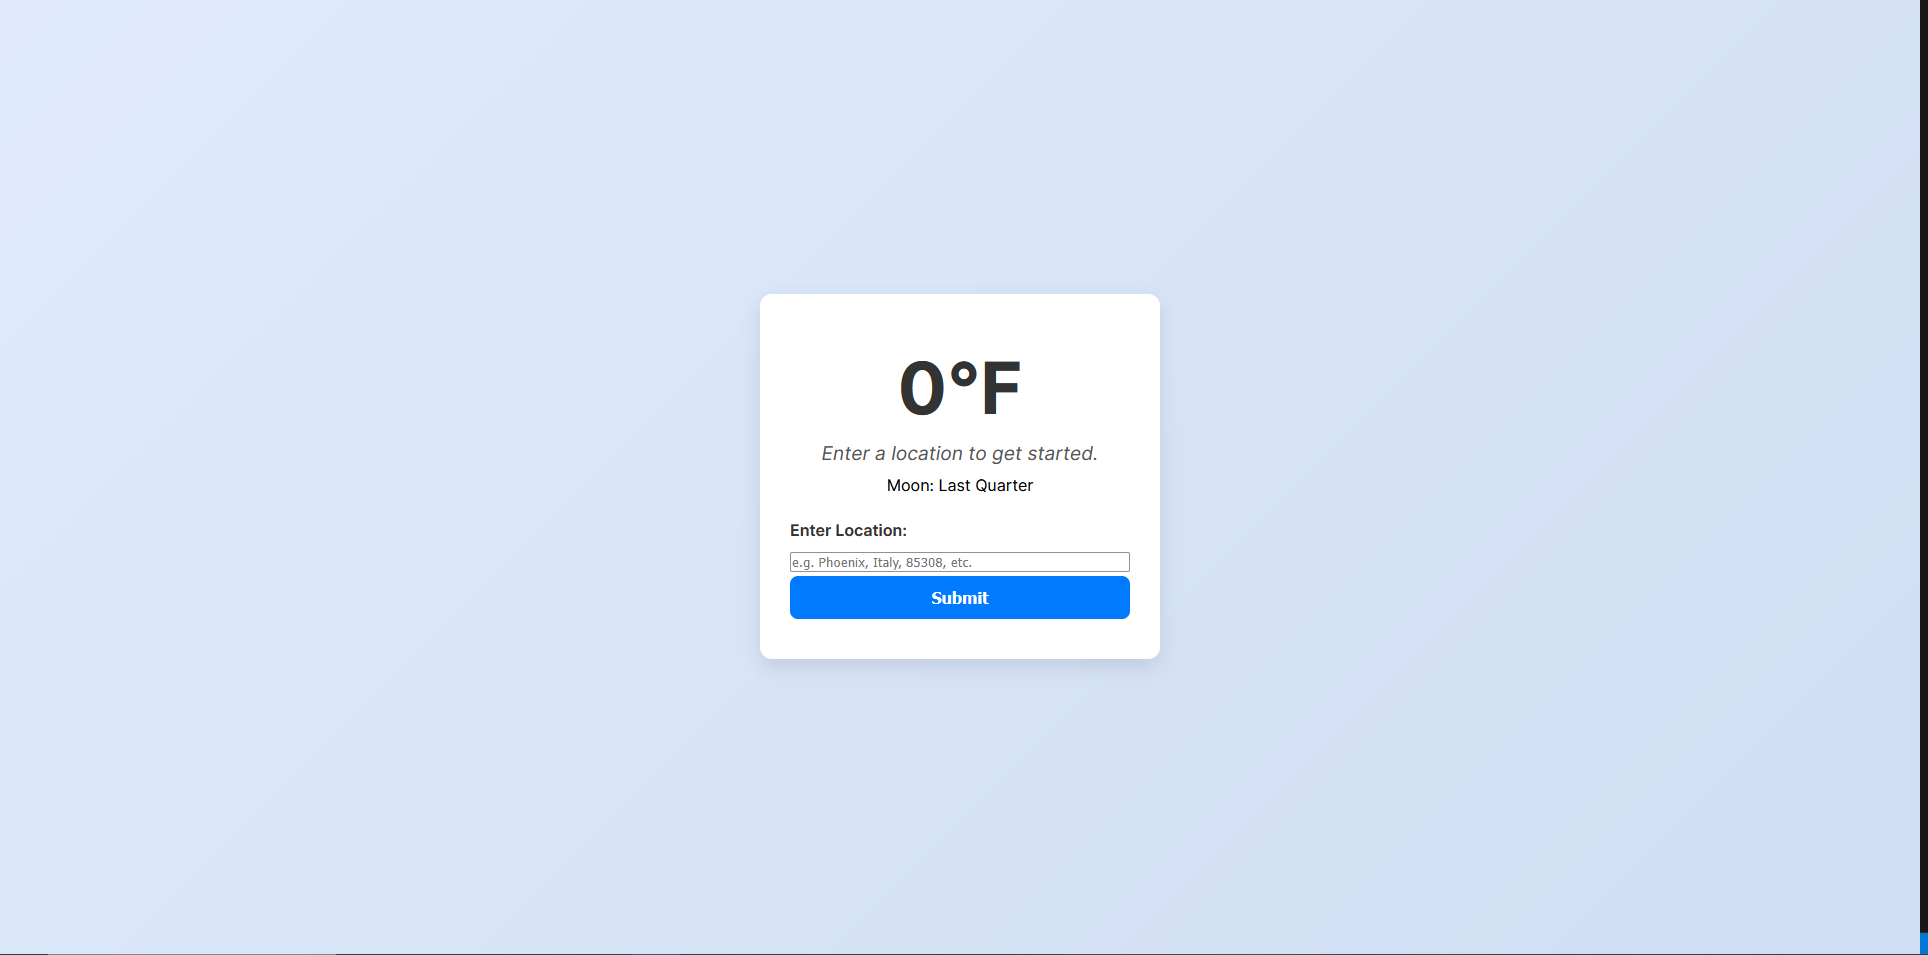 0°F
Enter a location to get started.
Moon: Last Quarter
Enter Location:
e.g. Phoenix, Italy, 85308, etc.
Submit